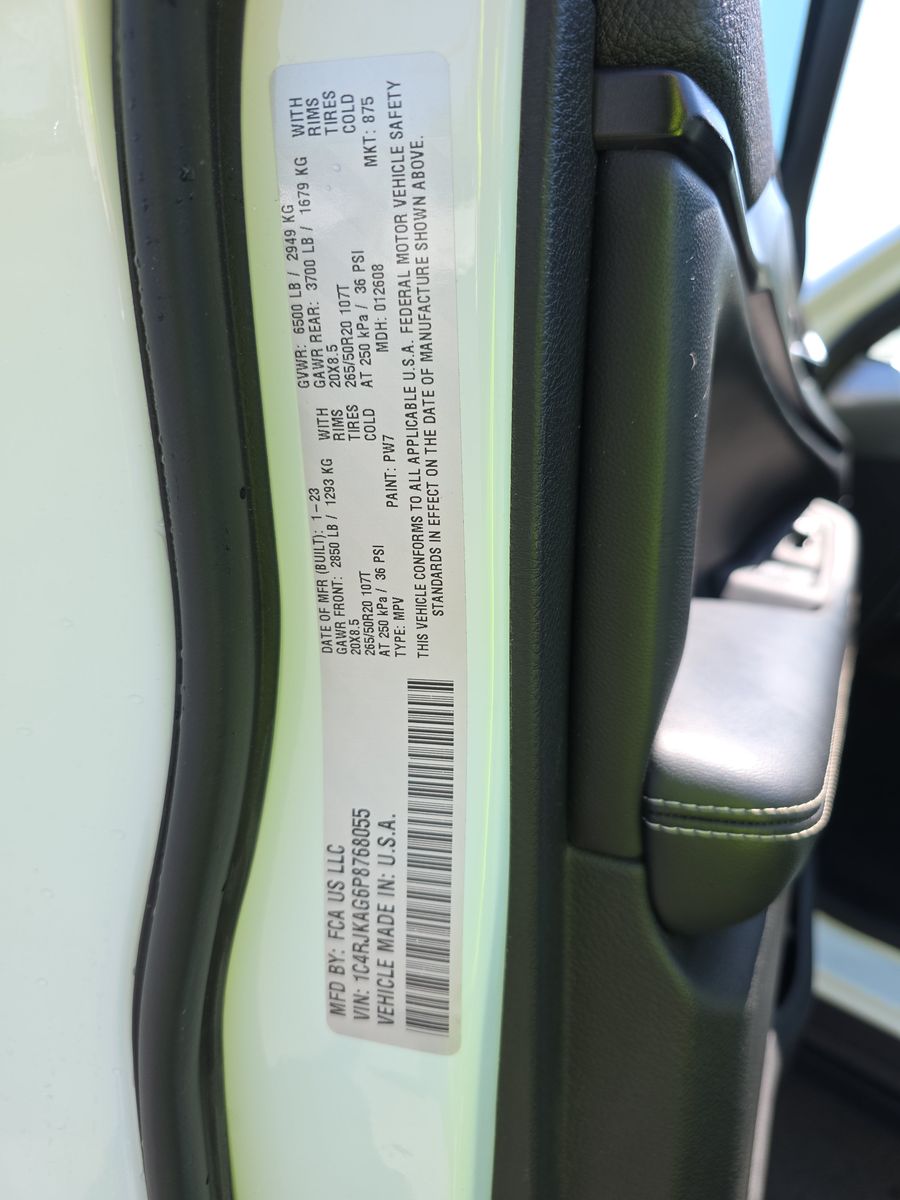 MFD BY: FCA US LLC
VIN: 1C4RJKAG6P8768055
VEHICLE MADE IN: U.S.A.
DATE OF MFR (BUILT): 1-23 GVWR: 6500 LB / 2949 KG
GAWR FRONT: 2850 LB / 1293 KG WITH GAWR REAR: 3700 LB / 1679 KG WITH
20X8.5 RIMS 20X8.5 RIMS
265/50R20 107T TIRES 265/50R20 107T TIRES
AT 250 kPa / 36 PSI COLD AT 250 kPa / 36 PSI COLD
TYPE: MPV PAINT: PW7 MDH: 012608 MKT: 875
THIS VEHICLE CONFORMS TO ALL APPLICABLE U.S.A. FEDERAL MOTOR VEHICLE SAFETY
STANDARDS IN EFFECT ON THE DATE OF MANUFACTURE SHOWN ABOVE.